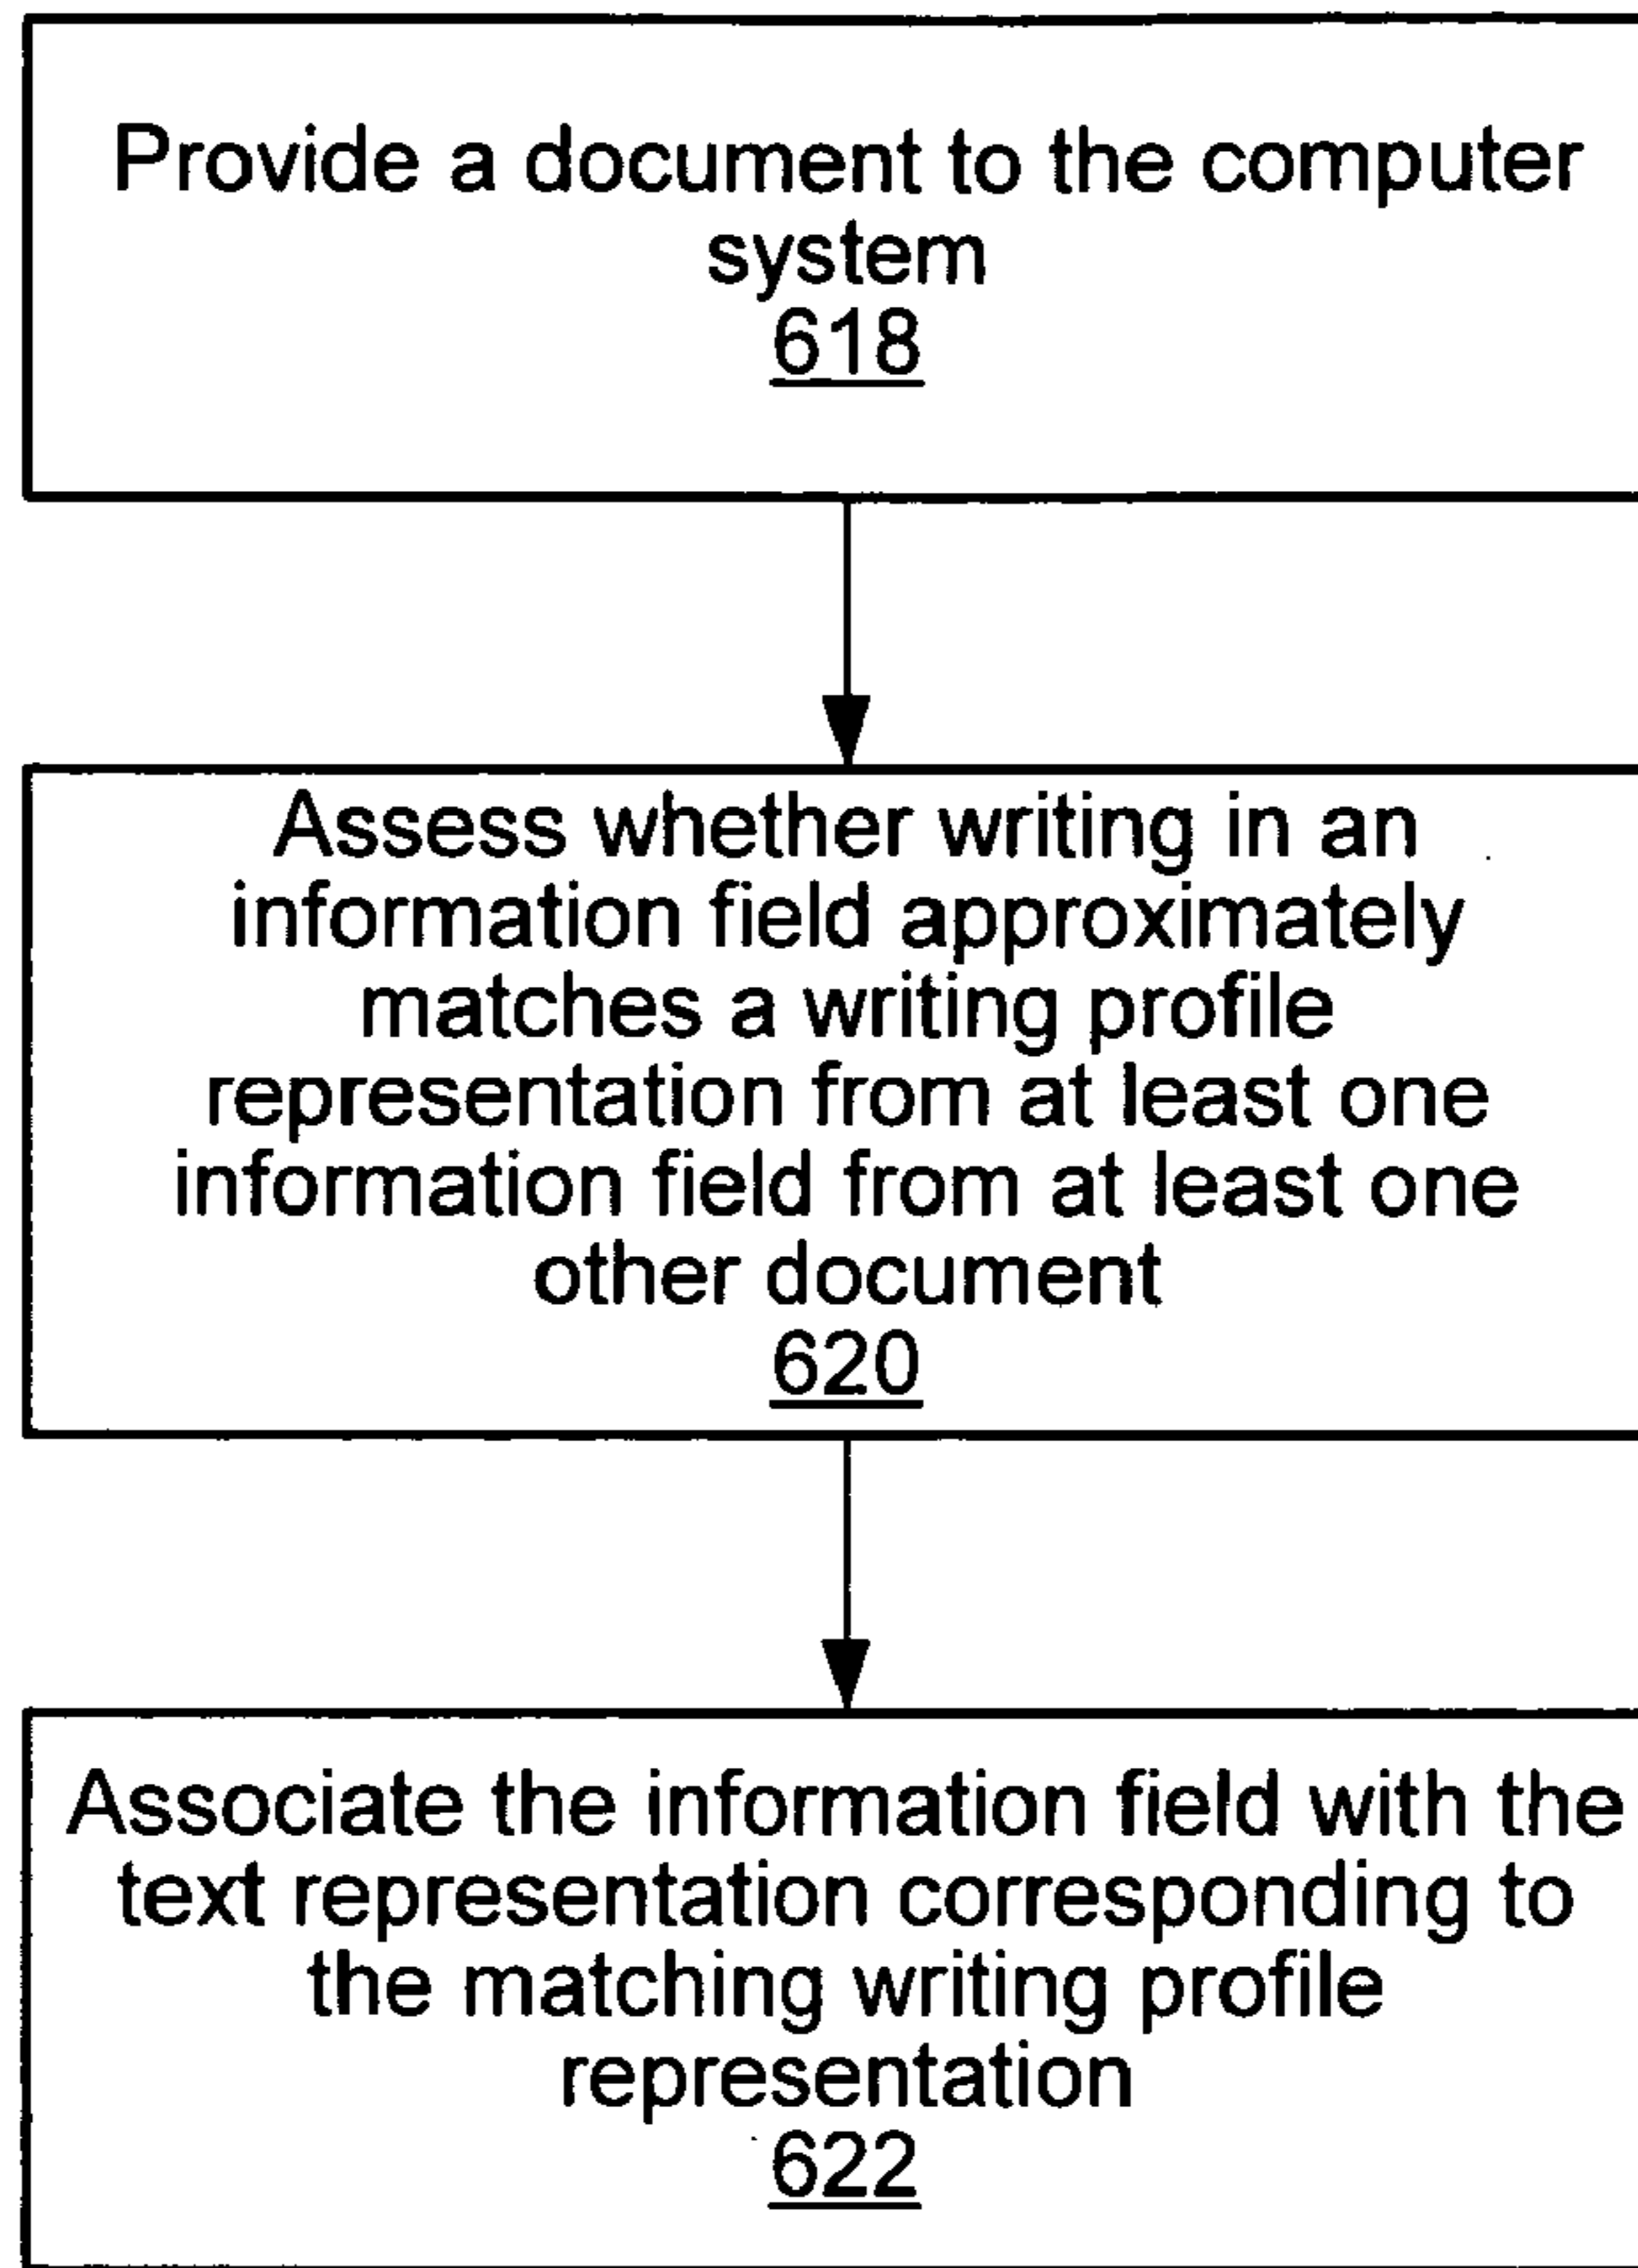 Provide a document to the computer
system
618
Assess whether writing in an
information field approximately
matches a writing profile
representation from at least one
information field from at least one
other document
620
Associate the information field with the
text representation corresponding to
the matching writing profile
representation
622